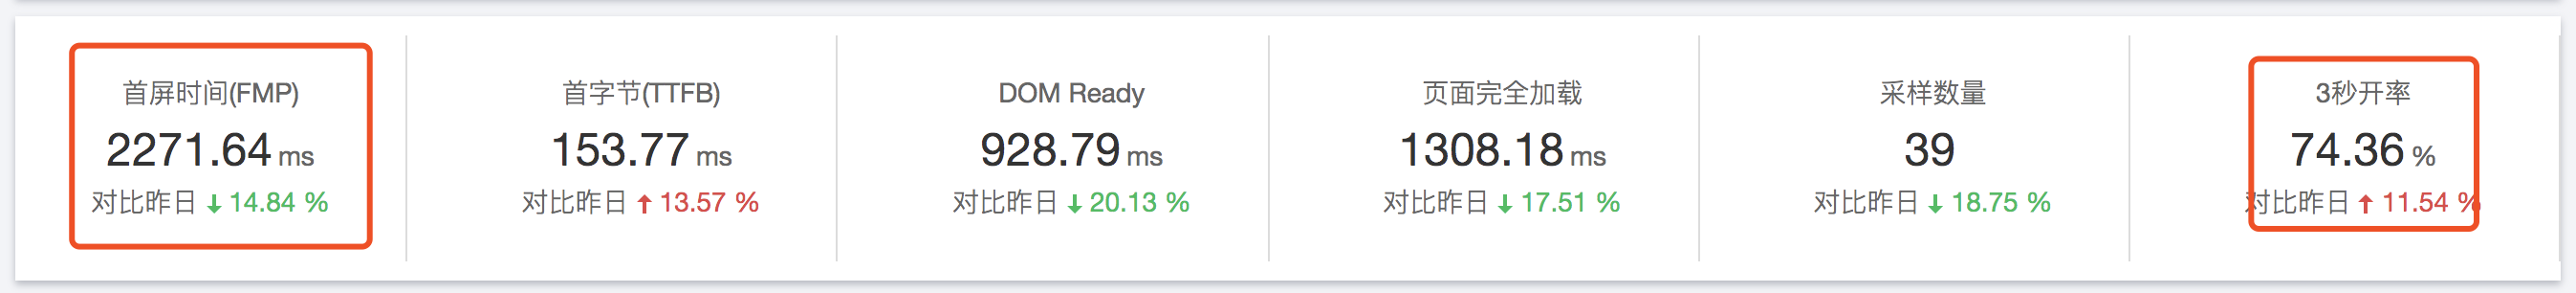 首屏时间(FMP)
2271.64 ms
对比昨日 ↓ 14.84 %
首字节(TTFB)
153.77 ms
对比昨日 ↑ 13.57 %
DOM Ready
928.79 ms
对比昨日 ↓ 20.13 %
页面完全加载
1308.18 ms
对比昨日 ↓ 17.51 %
采样数量
39
对比昨日 ↓ 18.75 %
3秒开率
74.36 %
对比昨日 ↑ 11.54 %